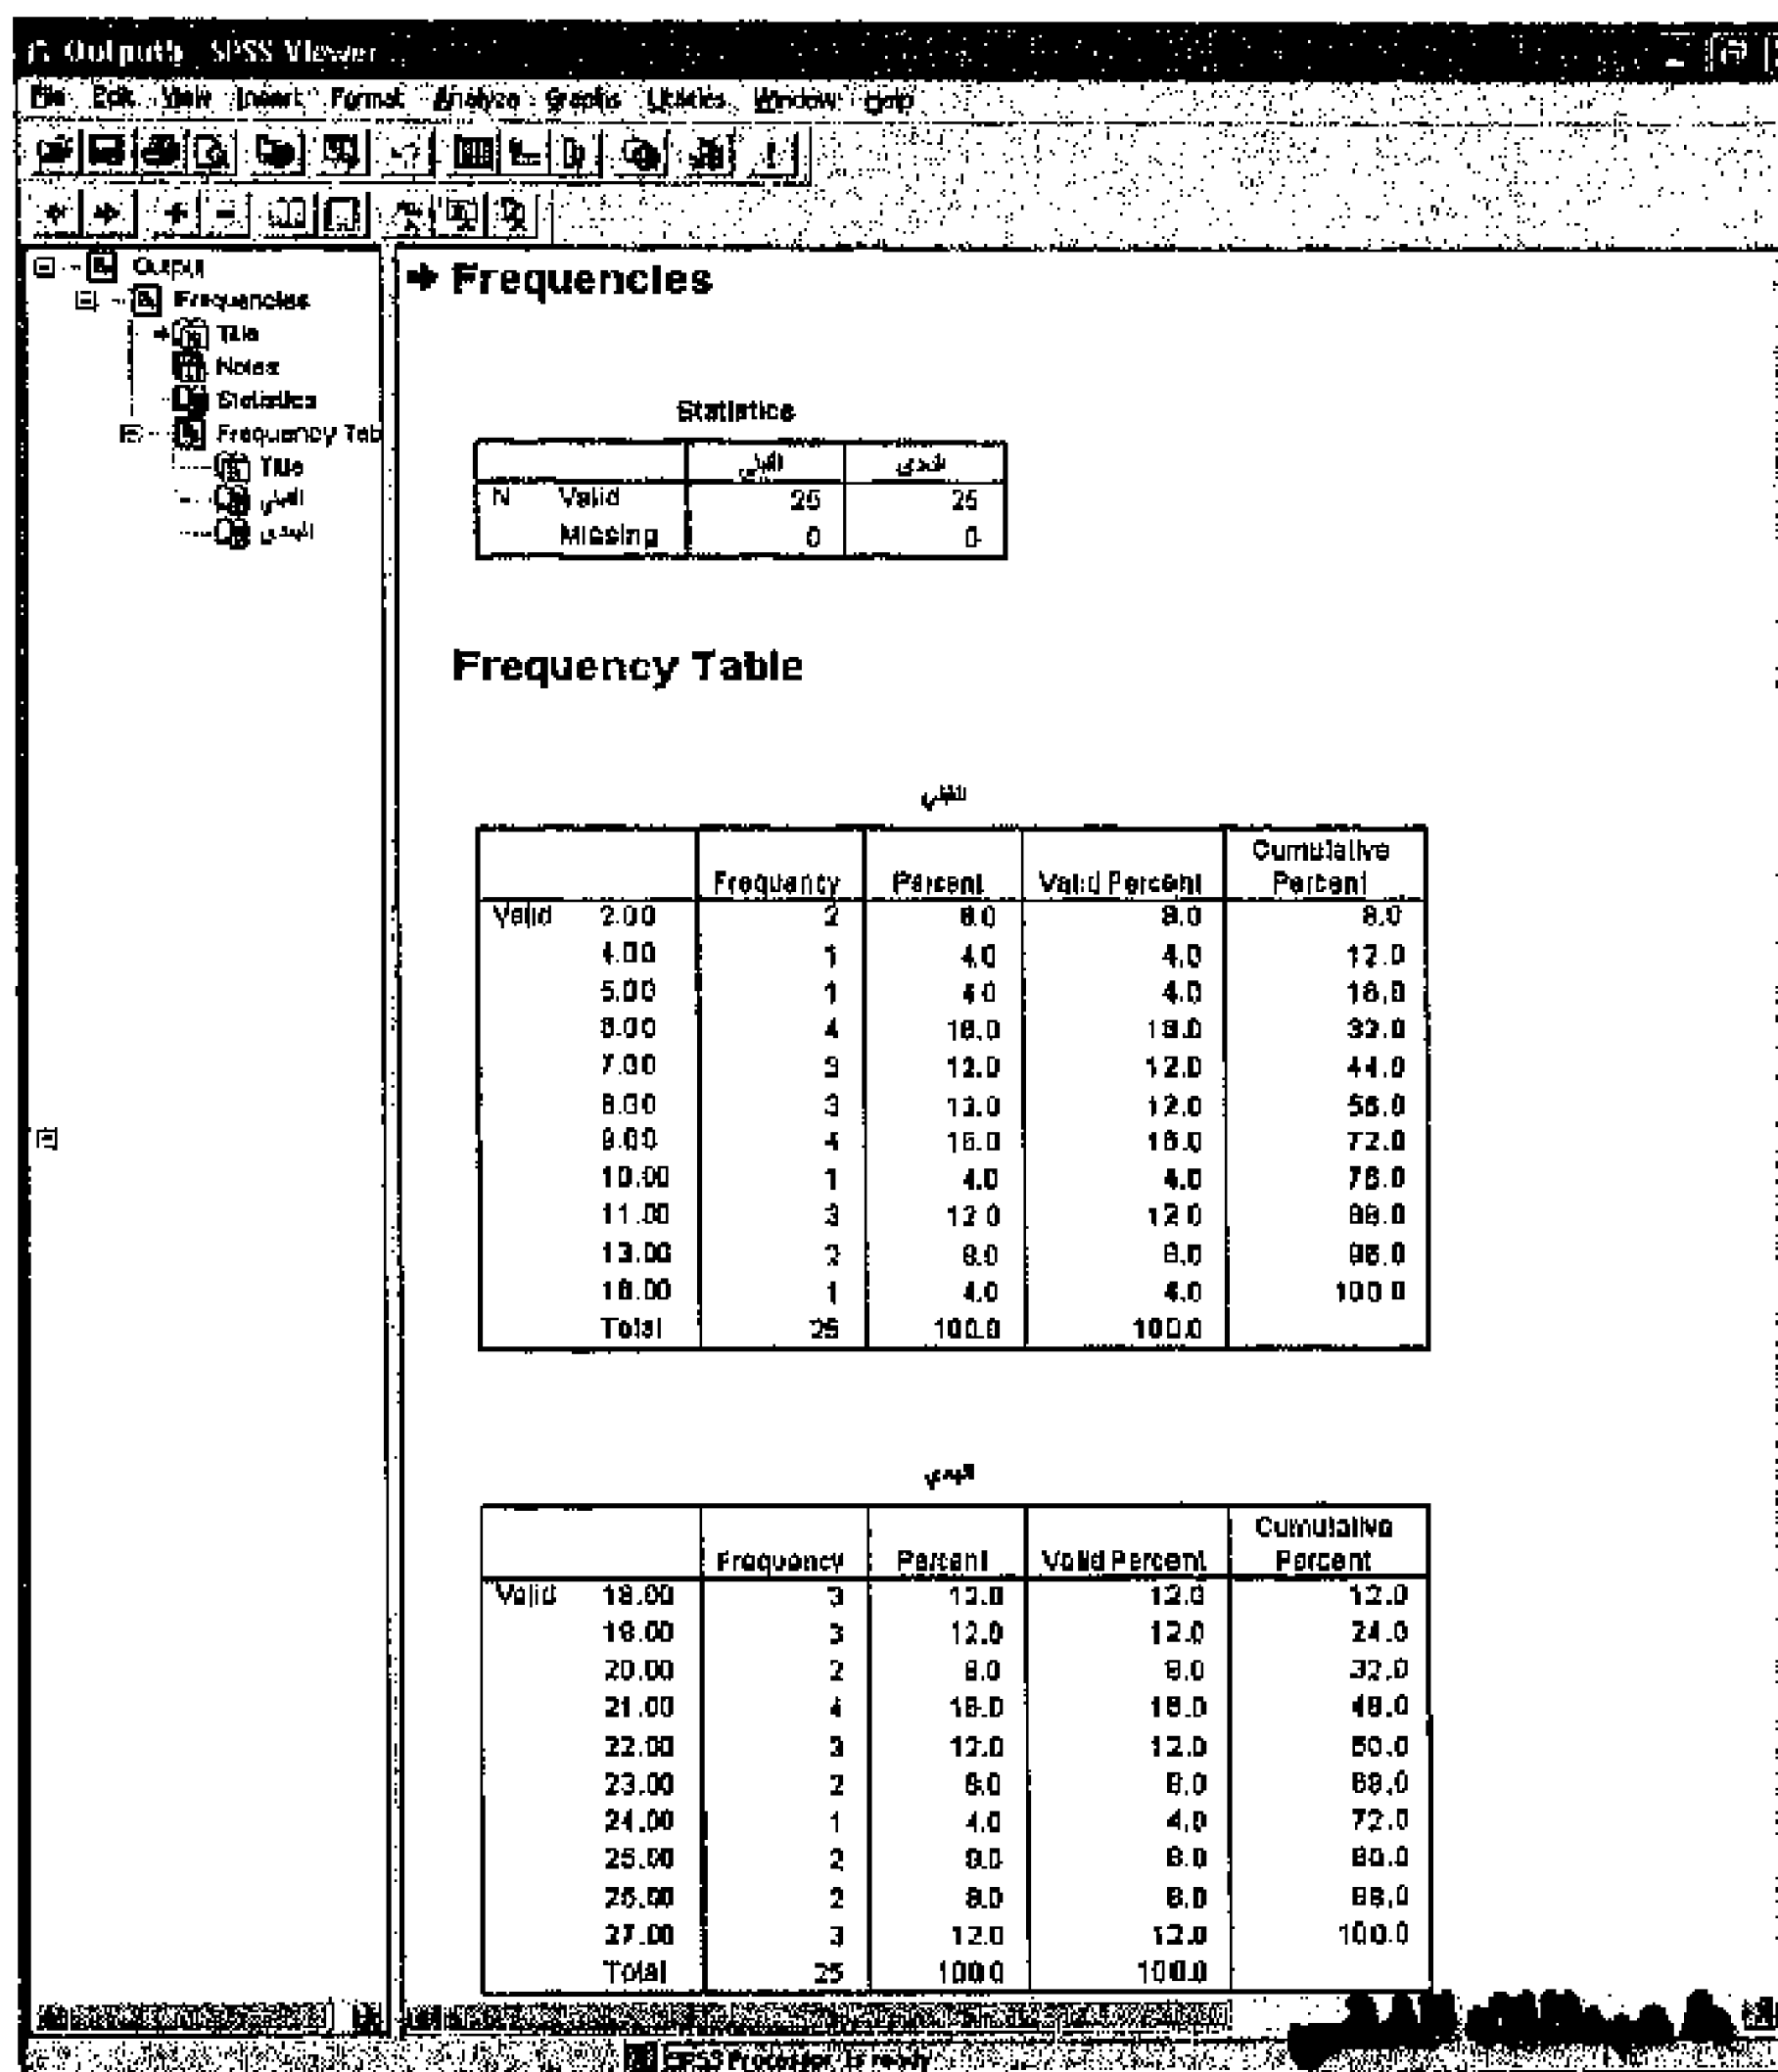 Output5 - SPSS Viewer
File Edit View Insert Format Analyze Graphs Utilities Window Help
Output
Frequencies
Title
Notes
Statistics
Frequency Tab
Title
القبلي
البعدي
Frequencies
Statistics
القبلي البعدي
N Valid 25 25
Missing 0 0
Frequency Table
القبلي
Frequency Percent Valid Percent Cumulative Percent
Valid 2.00 2 8.0 8.0 8.0
4.00 1 4.0 4.0 12.0
5.00 1 4.0 4.0 16.0
6.00 4 16.0 16.0 32.0
7.00 3 12.0 12.0 44.0
8.00 3 12.0 12.0 56.0
9.00 4 16.0 16.0 72.0
10.00 1 4.0 4.0 76.0
11.00 3 12.0 12.0 88.0
13.00 2 8.0 8.0 96.0
1 4.0 4.0 100.0
Total 25 100.0 100.0
البعدي
Frequency Percent Valid Percent Cumulative Percent
Valid 18.00 3 12.0 12.0 12.0
19.00 3 12.0 12.0 24.0
20.00 2 8.0 8.0 32.0
21.00 4 16.0 16.0 48.0
22.00 3 12.0 12.0 60.0
23.00 2 8.0 8.0 68.0
24.00 1 4.0 4.0 72.0
25.00 2 8.0 8.0 80.0
26.00 2 8.0 8.0 88.0
27.00 3 12.0 12.0 100.0
Total 25 100.0 100.0
SPSS Processor is ready